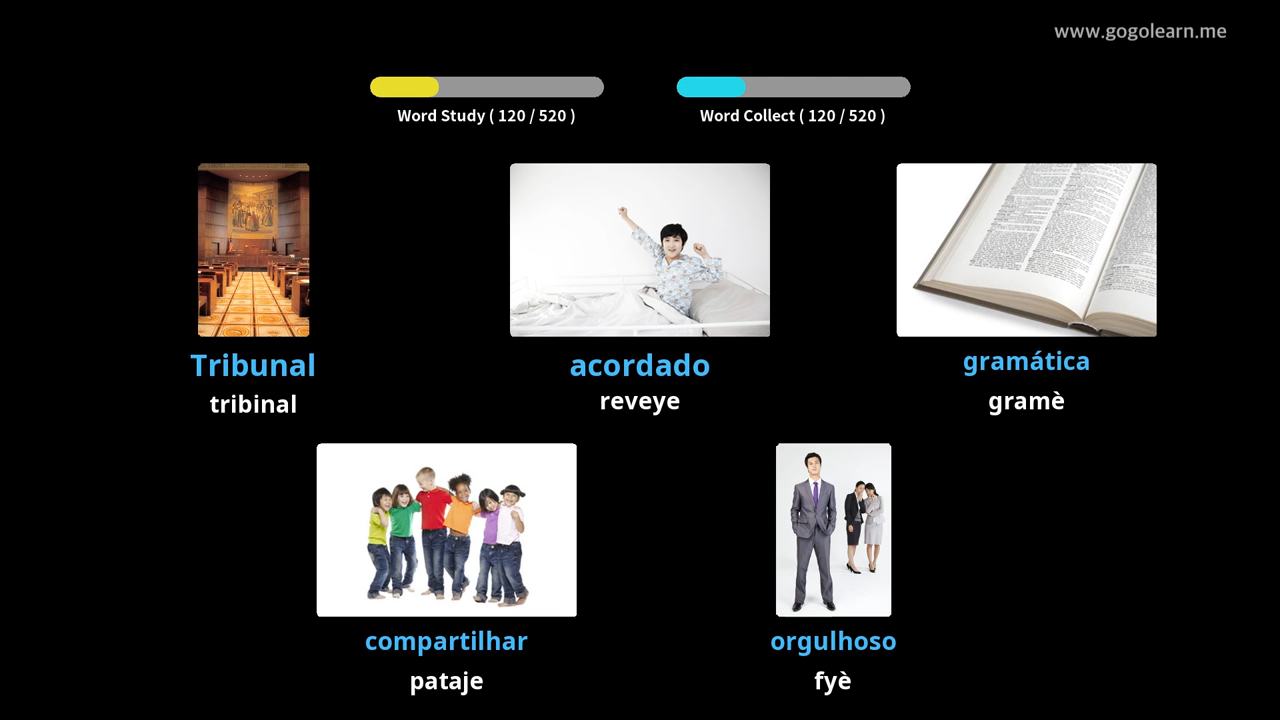 www.gogolearn.me
Word Study ( 120 / 520 )
Word Collect ( 120 / 520 )
Tribunal
tribinal
acordado
reveye
gramática
gramè
compartilhar
pataje
orgulhoso
fyè